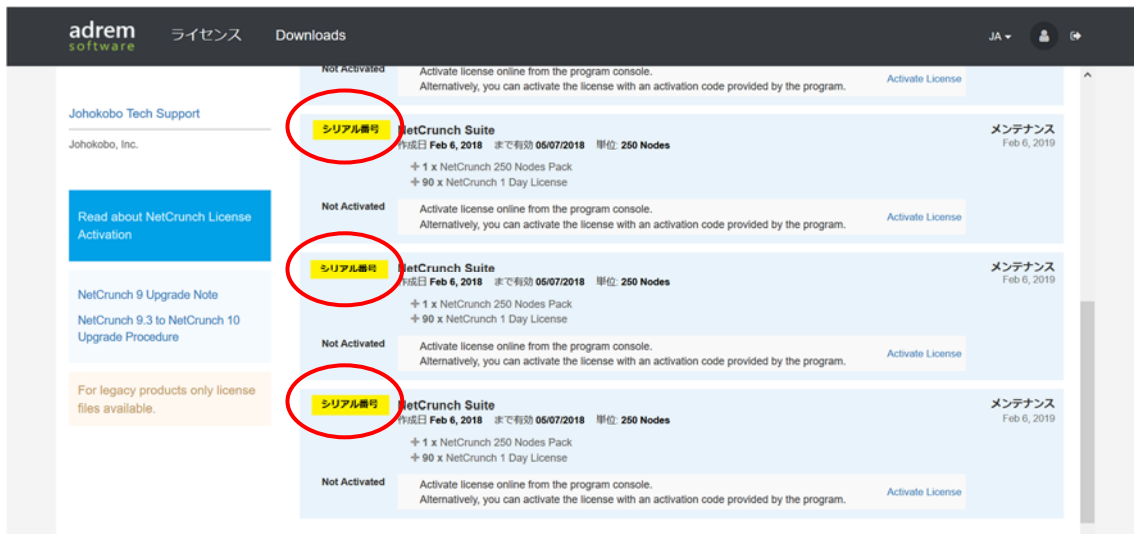 adrem
software
ライセンス
Downloads
JA
Johokobo Tech Support
Johokobo, Inc.
Read about NetCrunch License
Activation
NetCrunch 9 Upgrade Note
NetCrunch 9.3 to NetCrunch 10
Upgrade Procedure
For legacy products only license
files available.
Not Activated
Activate license online from the program console.
Alternatively, you can activate the license with an activation code provided by the program.
Activate License
シリアル番号
NetCrunch Suite
メンテナンス
作成日 Feb 6, 2018 まで有効 05/07/2018 単位: 250 Nodes
Feb 6, 2019
+ 1 x NetCrunch 250 Nodes Pack
+ 90 x NetCrunch 1 Day License
Not Activated
Activate license online from the program console.
Alternatively, you can activate the license with an activation code provided by the program.
Activate License
シリアル番号
NetCrunch Suite
メンテナンス
作成日 Feb 6, 2018 まで有効 05/07/2018 単位: 250 Nodes
Feb 6, 2019
+ 1 x NetCrunch 250 Nodes Pack
+ 90 x NetCrunch 1 Day License
Not Activated
Activate license online from the program console.
Alternatively, you can activate the license with an activation code provided by the program.
Activate License
シリアル番号
NetCrunch Suite
メンテナンス
作成日 Feb 6, 2018 まで有効 05/07/2018 単位: 250 Nodes
Feb 6, 2019
+ 1 x NetCrunch 250 Nodes Pack
+ 90 x NetCrunch 1 Day License
Not Activated
Activate license online from the program console.
Alternatively, you can activate the license with an activation code provided by the program.
Activate License